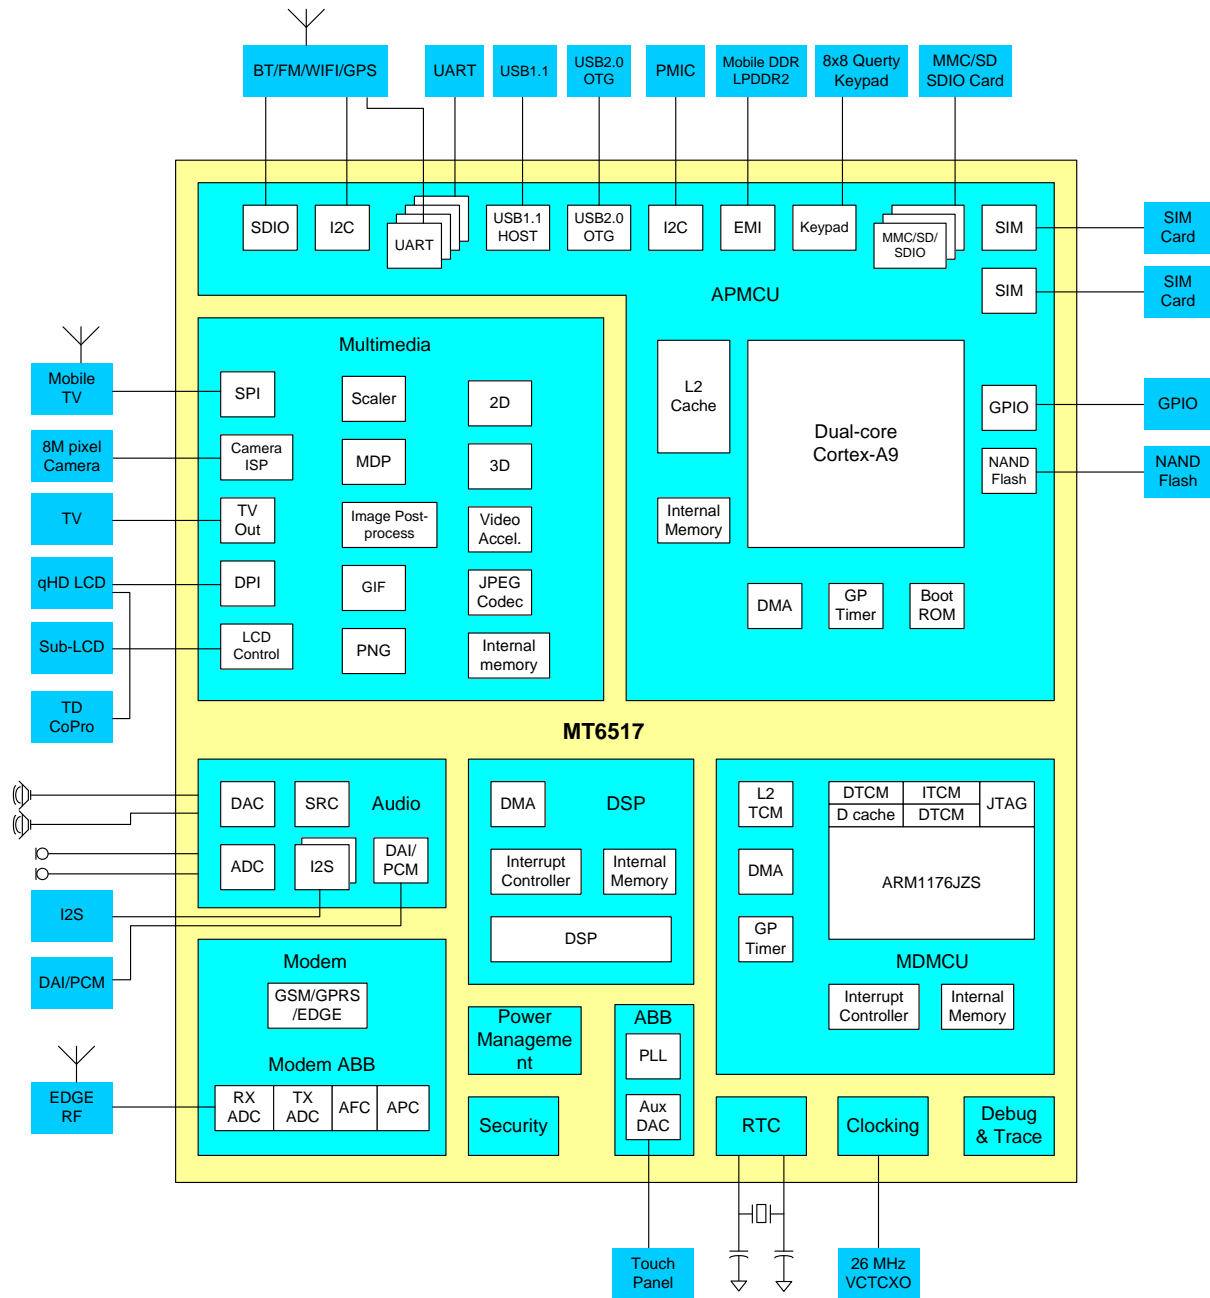 BT/FM/WIFI/GPS
UART
USB1.1
USB2.0
OTG
PMIC
Mobile DDR
LPDDR2
8x8 Querty
Keypad
MMC/SD
SDIO Card
SDIO
I2C
UART
USB1.1
HOST
USB2.0
OTG
I2C
EMI
Keypad
MMC/SD/
SDIO
SIM
SIM
Card
SIM
SIM
Card
APMCU
L2
Cache
Dual-core
Cortex-A9
GPIO
GPIO
NAND
Flash
NAND
Flash
Internal
Memory
DMA
GP
Timer
Boot
ROM
Multimedia
Mobile
TV
SPI
Scaler
2D
8M pixel
Camera
Camera
ISP
MDP
3D
TV
TV
Out
Image Post-
process
Video
Accel.
qHD LCD
DPI
GIF
JPEG
Codec
Sub-LCD
LCD
Control
PNG
Internal
memory
TD
CoPro
MT6517
DAC
SRC
Audio
ADC
I2S
DAI/
PCM
I2S
DAI/PCM
DMA
DSP
Interrupt
Controller
Internal
Memory
DSP
L2
TCM
DTCM
ITCM
JTAG
D cache
DTCM
DMA
ARM1176JZS
GP
Timer
MDMCU
Interrupt
Controller
Internal
Memory
Modem
GSM/GPRS
/EDGE
Modem ABB
EDGE
RF
RX
ADC
TX
ADC
AFC
APC
Power
Manageme
nt
ABB
PLL
Aux
DAC
Security
RTC
Clocking
Debug
& Trace
Touch
Panel
26 MHz
VCTCXO